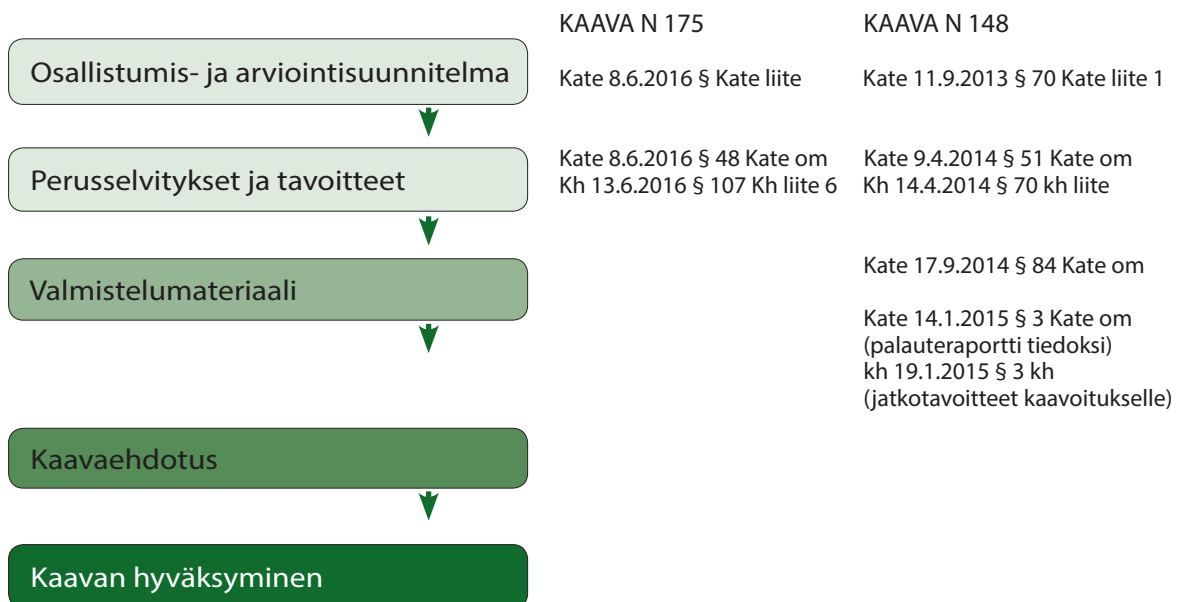 KAAVA N 175
KAAVA N 148
Osallistumis- ja arviointisuunnitelma
Kate 8.6.2016 § Kate liite
Kate 11.9.2013 § 70 Kate liite 1
Perusselvitykset ja tavoitteet
Kate 8.6.2016 § 48 Kate om
Kh 13.6.2016 § 107 Kh liite 6
Kate 9.4.2014 § 51 Kate om
Kh 14.4.2014 § 70 kh liite
Valmistelumateriaali
Kate 17.9.2014 § 84 Kate om
Kate 14.1.2015 § 3 Kate om
(palauteraportti tiedoksi)
kh 19.1.2015 § 3 kh
(jatkotavoitteet kaavoitukselle)
Kaavaehdotus
Kaavan hyväksyminen